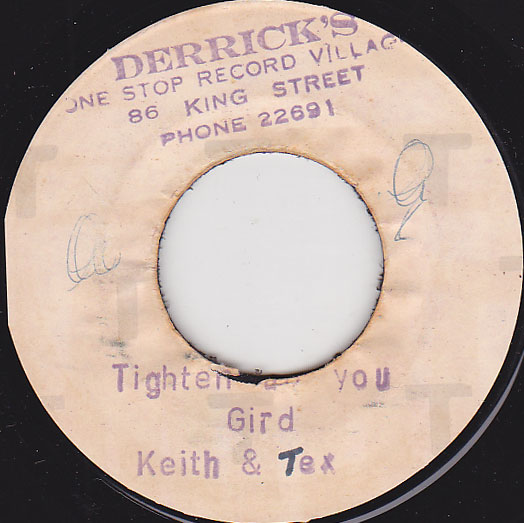 DERRICK'S
ONE STOP RECORD VILLAG
86 KING STREET
PHONE 22691
Tighten you
Gird
Keith & Tex